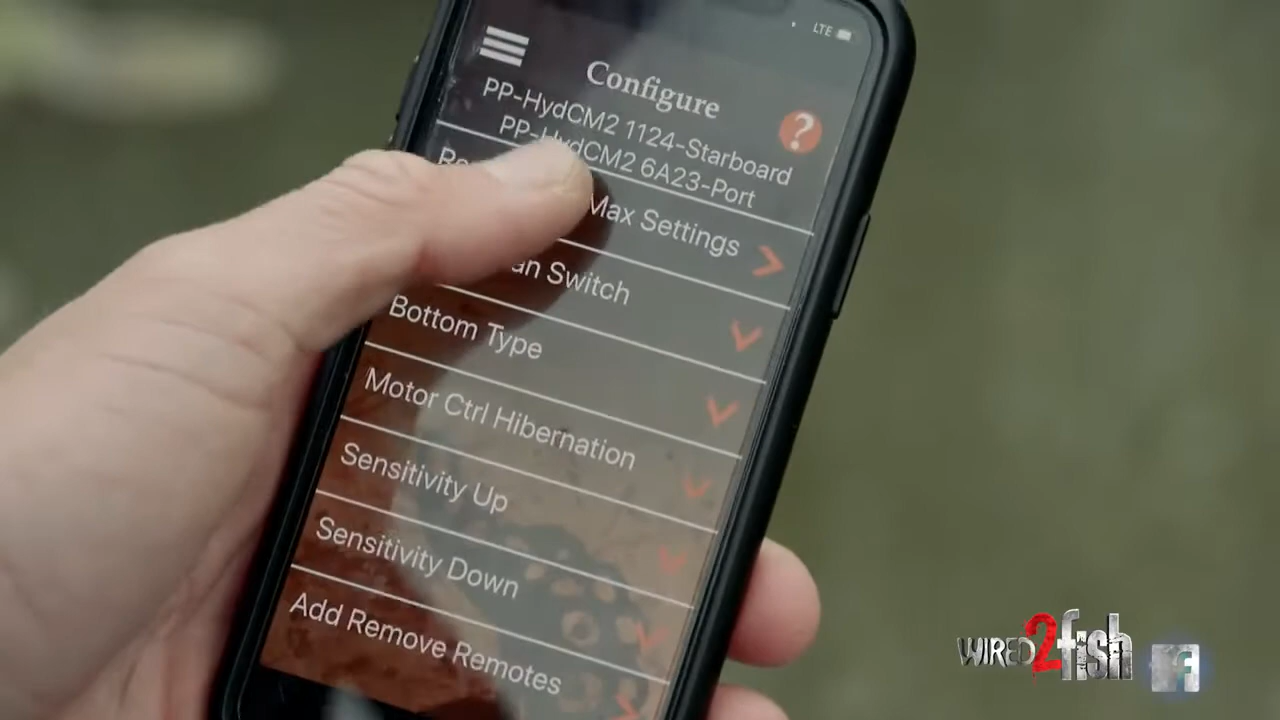 LTE
Configure
PP-HydCM2 1124-Starboard
PP-HydCM2 6A23-Port
?
Max Settings
Switch
Bottom Type
Motor Ctrl Hibernation
Sensitivity Up
Sensitivity Down
Add Remove Remotes
WIRED2fish
f